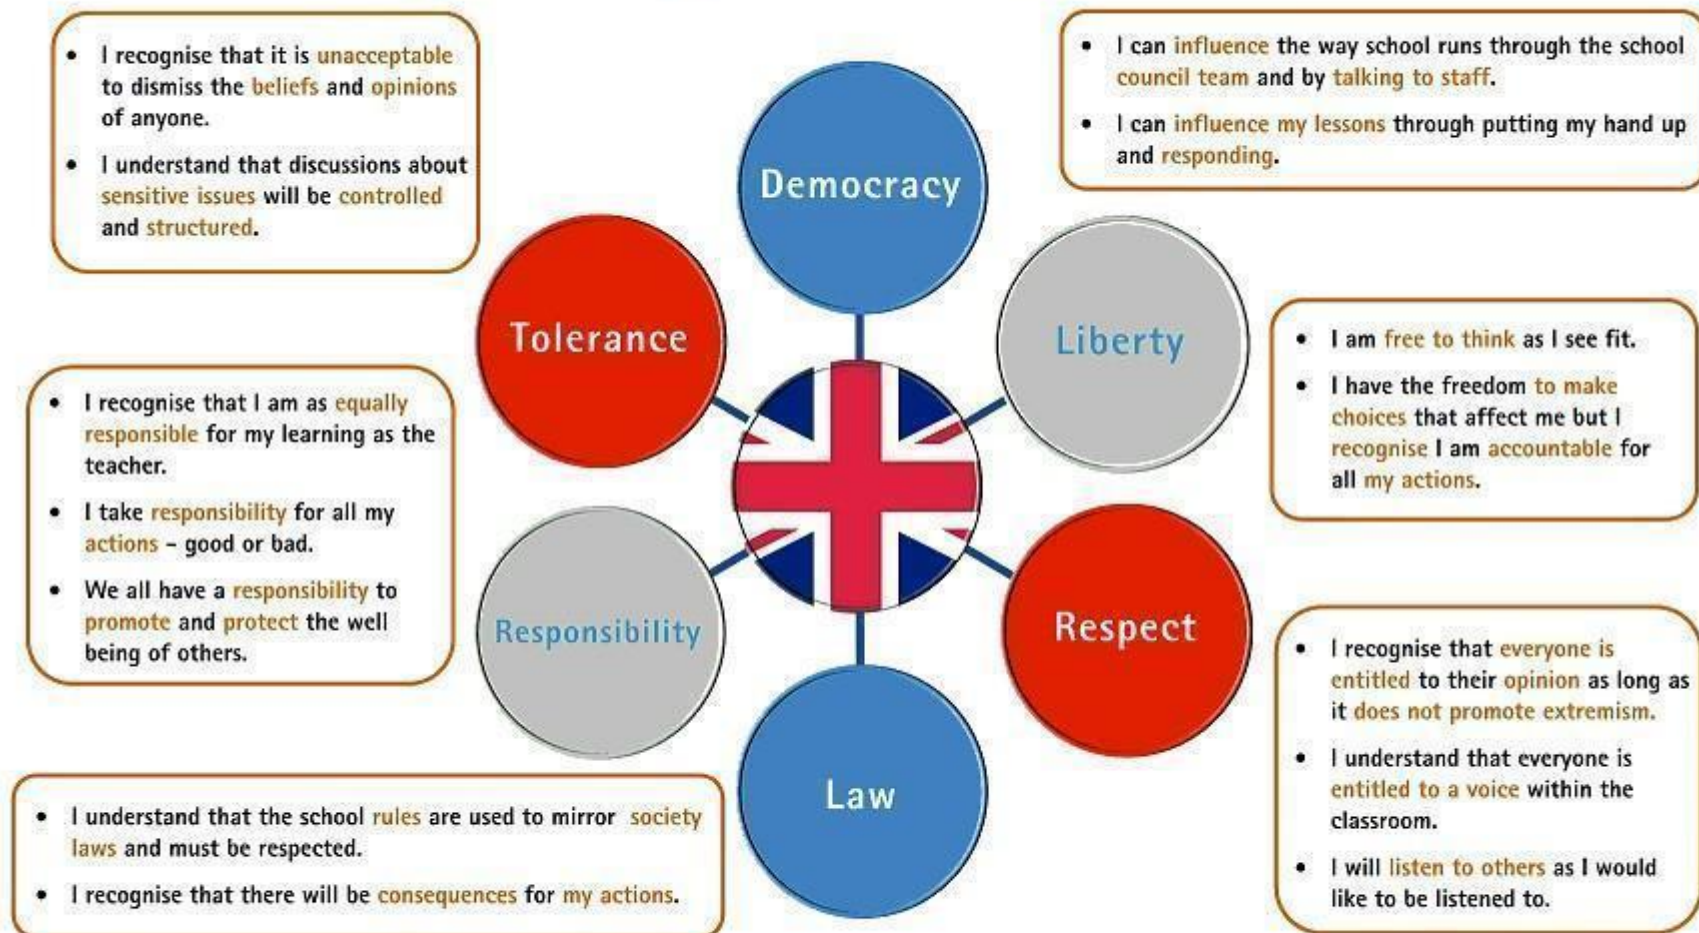 • I recognise that it is unacceptable
to dismiss the beliefs and opinions
of anyone.
• I understand that discussions about
sensitive issues will be controlled
and structured.
Democracy
• I can influence the way school runs through the school
council team and by talking to staff.
• I can influence my lessons through putting my hand up
and responding.
Tolerance
Liberty
• I am free to think as I see fit.
• I have the freedom to make
choices that affect me but I
recognise I am accountable for
all my actions.
• I recognise that I am as equally
responsible for my learning as the
teacher.
• I take responsibility for all my
actions – good or bad.
• We all have a responsibility to
promote and protect the well
being of others.
Responsibility
Respect
• I recognise that everyone is
entitled to their opinion as long as
it does not promote extremism.
• I understand that everyone is
entitled to a voice within the
classroom.
• I will listen to others as I would
like to be listened to.
Law
• I understand that the school rules are used to mirror society
laws and must be respected.
• I recognise that there will be consequences for my actions.